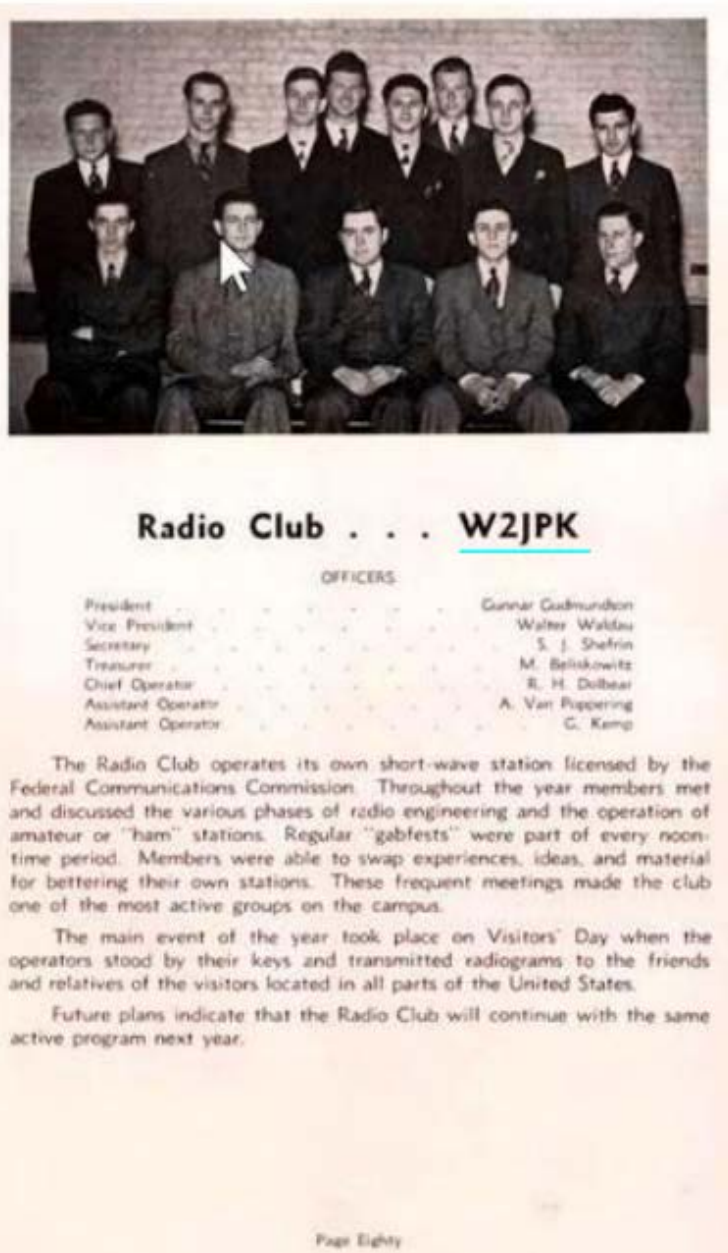 Radio Club . . . W2JPK
OFFICERS
President . . . . . . . Gunnar Gudmundson
Vice President . . . . . . . Walter Waldau
Secretary . . . . . . . . S. J. Shefrin
Treasurer . . . . . . . . M. Beliskowitz
Chief Operator . . . . . . . R. H. Dolbear
Assistant Operator . . . . . . A. Van Poppering
Assistant Operator . . . . . . . . G. Kemp
The Radio Club operates its own short-wave station licensed by the
Federal Communications Commission. Throughout the year members met
and discussed the various phases of radio engineering and the operation of
amateur or "ham" stations. Regular "gabfests" were part of every noon-
time period. Members were able to swap experiences, ideas, and material
for bettering their own stations. These frequent meetings made the club
one of the most active groups on the campus.
The main event of the year took place on Visitors' Day when the
operators stood by their keys and transmitted radiograms to the friends
and relatives of the visitors located in all parts of the United States.
Future plans indicate that the Radio Club will continue with the same
active program next year.
Page Eighty